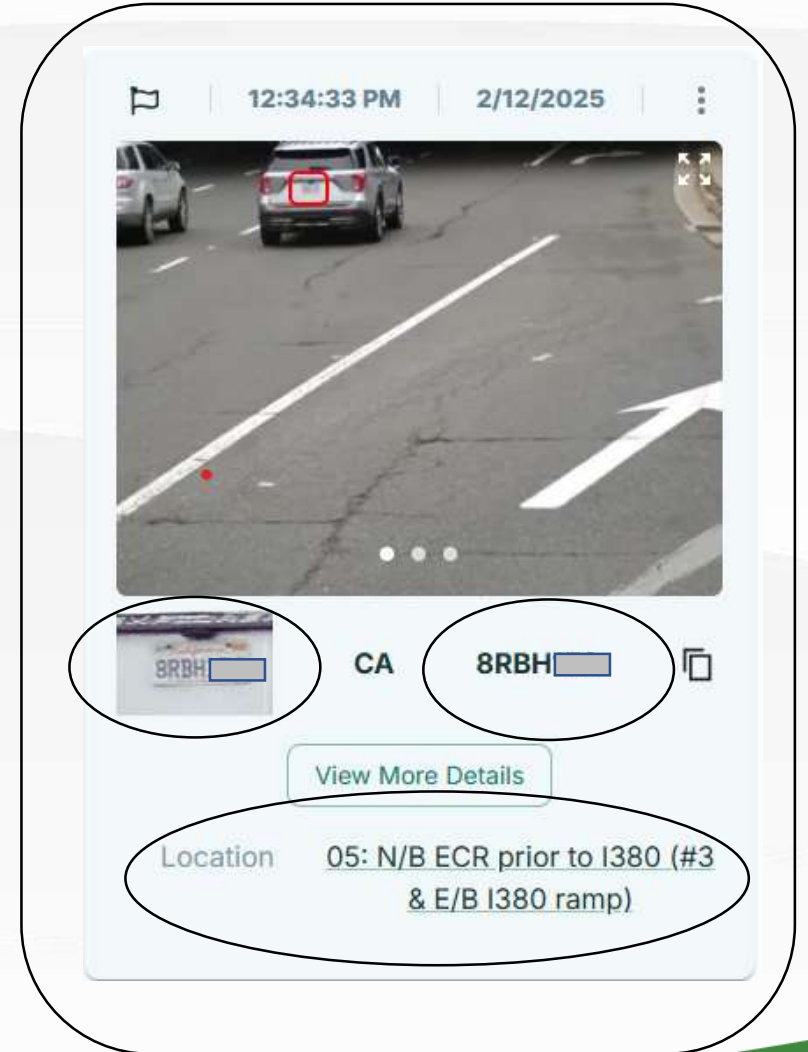 12:34:33 PM 2/12/2025
8RBH CA 8RBH
View More Details
Location 05: N/B ECR prior to I380 (#3
& E/B I380 ramp)